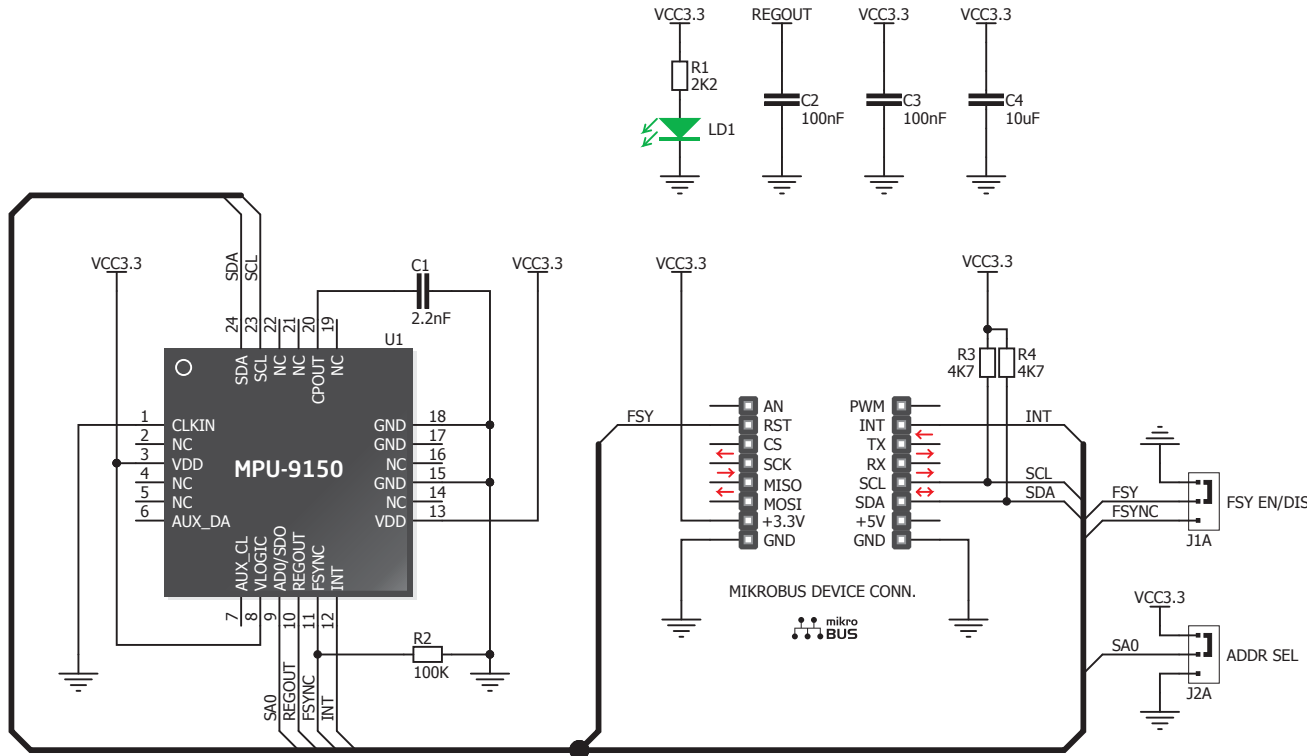 VCC3.3 REGOUT VCC3.3 VCC3.3
R1
2K2
C2
100nF
C3
100nF
C4
10uF
LD1
VCC3.3
SDA
SCL
C1
2.2nF
VCC3.3
VCC3.3
VCC3.3
24 23 22 21 20 19
U1
SDA SCL NC NC CPOUT NC
1 CLKIN
2 NC
3 VDD
4 NC
5 NC
6 AUX_DA
MPU-9150
GND 18
GND 17
NC 16
GND 15
NC 14
VDD 13
AUX_CL VLOGIC AD0/SDO REGOUT FSYNC INT
7 8 9 10 11 12
R2
100K
SA0 REGOUT FSYNC INT
R3
4K7
R4
4K7
FSY
AN
RST
CS
SCK
MISO
MOSI
+3.3V
GND
PWM
INT
TX
RX
SCL
SDA
+5V
GND
INT
SCL
SDA
MIKROBUS DEVICE CONN.
mikro
BUS
FSY
FSYNC
FSY EN/DIS
J1A
VCC3.3
SA0
ADDR SEL
J2A